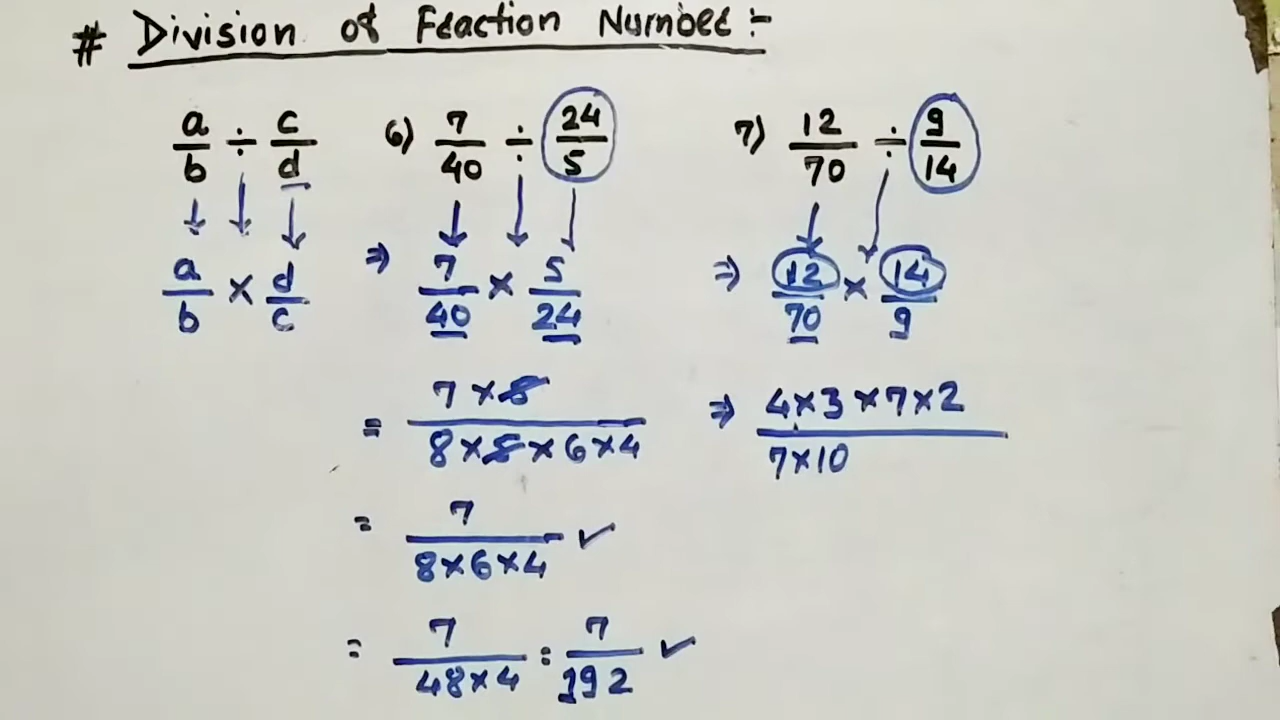 # Division of Fraction Number :-
a/b ÷ c/d
a/b × d/c
6) 7/40 ÷ 24/5
⇒ 7/40 × 5/24
= 7×5/8×5×6×4
= 7/8×6×4 ✓
= 7/48×4 = 7/192 ✓
7) 12/70 ÷ 9/14
⇒ 12/70 × 14/9
⇒ 4×3×7×2/7×10